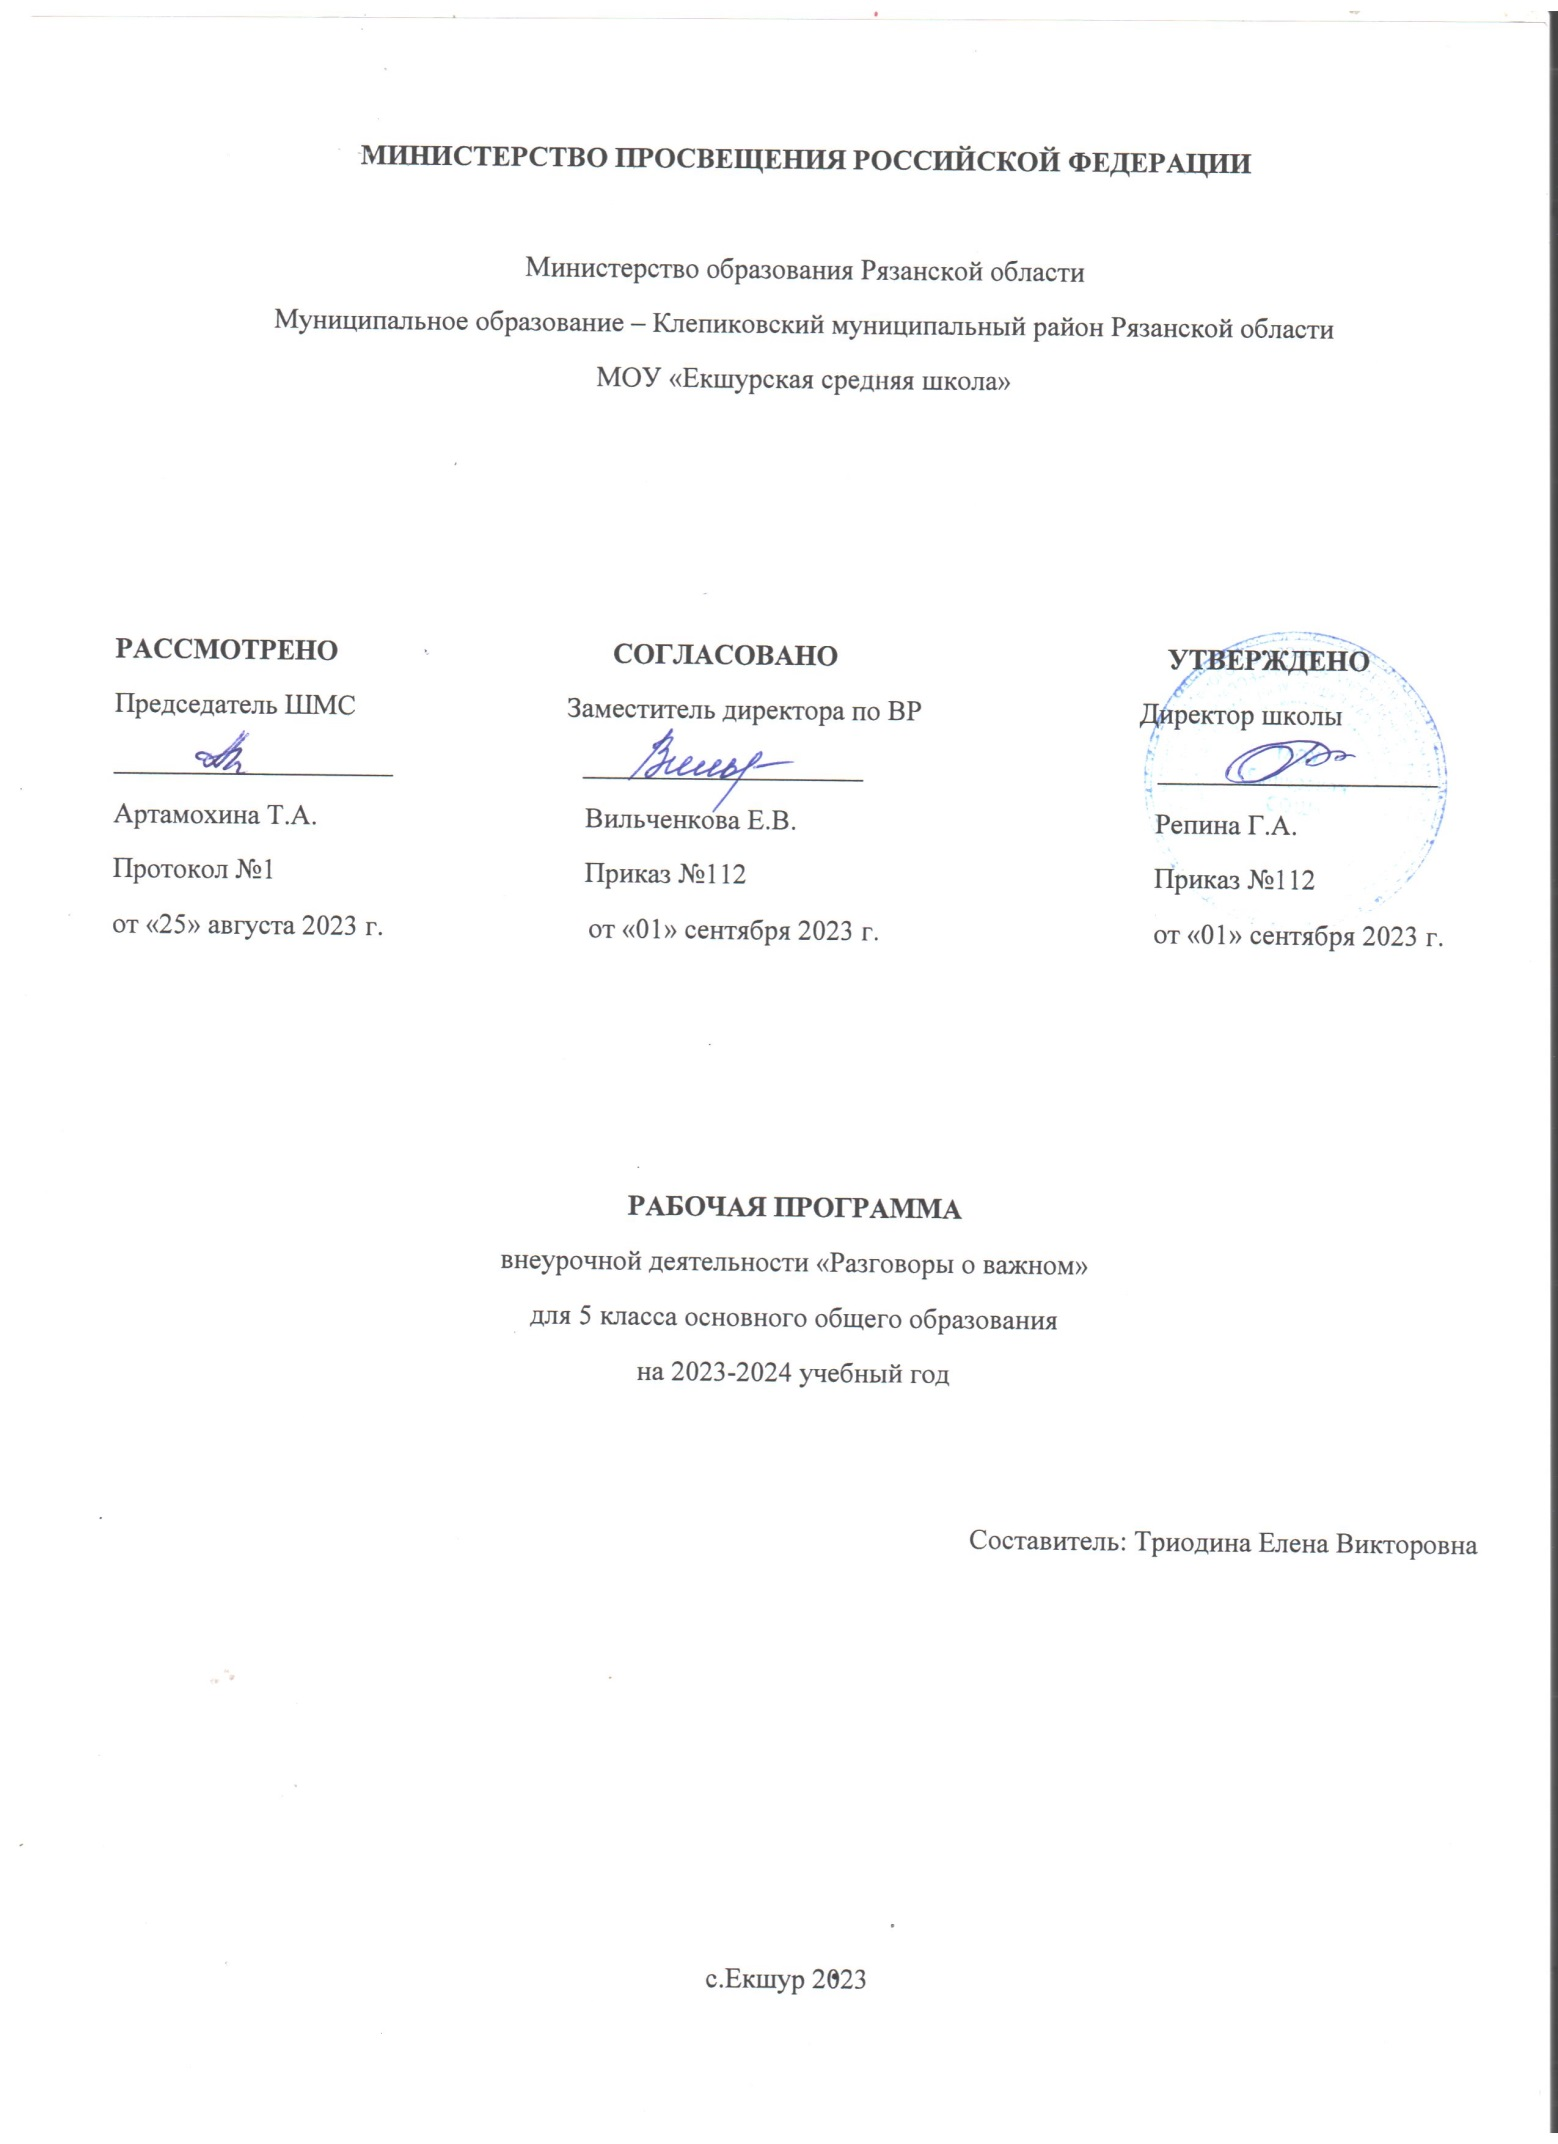 МИНИСТЕРСТВО ПРОСВЕЩЕНИЯ РОССИЙСКОЙ ФЕДЕРАЦИИ
Министерство образования Рязанской области
Муниципальное образование – Клепиковский муниципальный район Рязанской области
МОУ «Екшурская средняя школа»
РАССМОТРЕНО
Председатель ШМС
Артамохина Т.А.
Протокол №1
от «25» августа 2023 г.
СОГЛАСОВАНО
Заместитель директора по ВР
Вильченкова Е.В.
Приказ №112
от «01» сентября 2023 г.
УТВЕРЖДЕНО
Директор школы
Репина Г.А.
Приказ №112
от «01» сентября 2023 г.
РАБОЧАЯ ПРОГРАММА
внеурочной деятельности «Разговоры о важном»
для 5 класса основного общего образования
на 2023-2024 учебный год
Составитель: Триодина Елена Викторовна
с.Екшур 2023